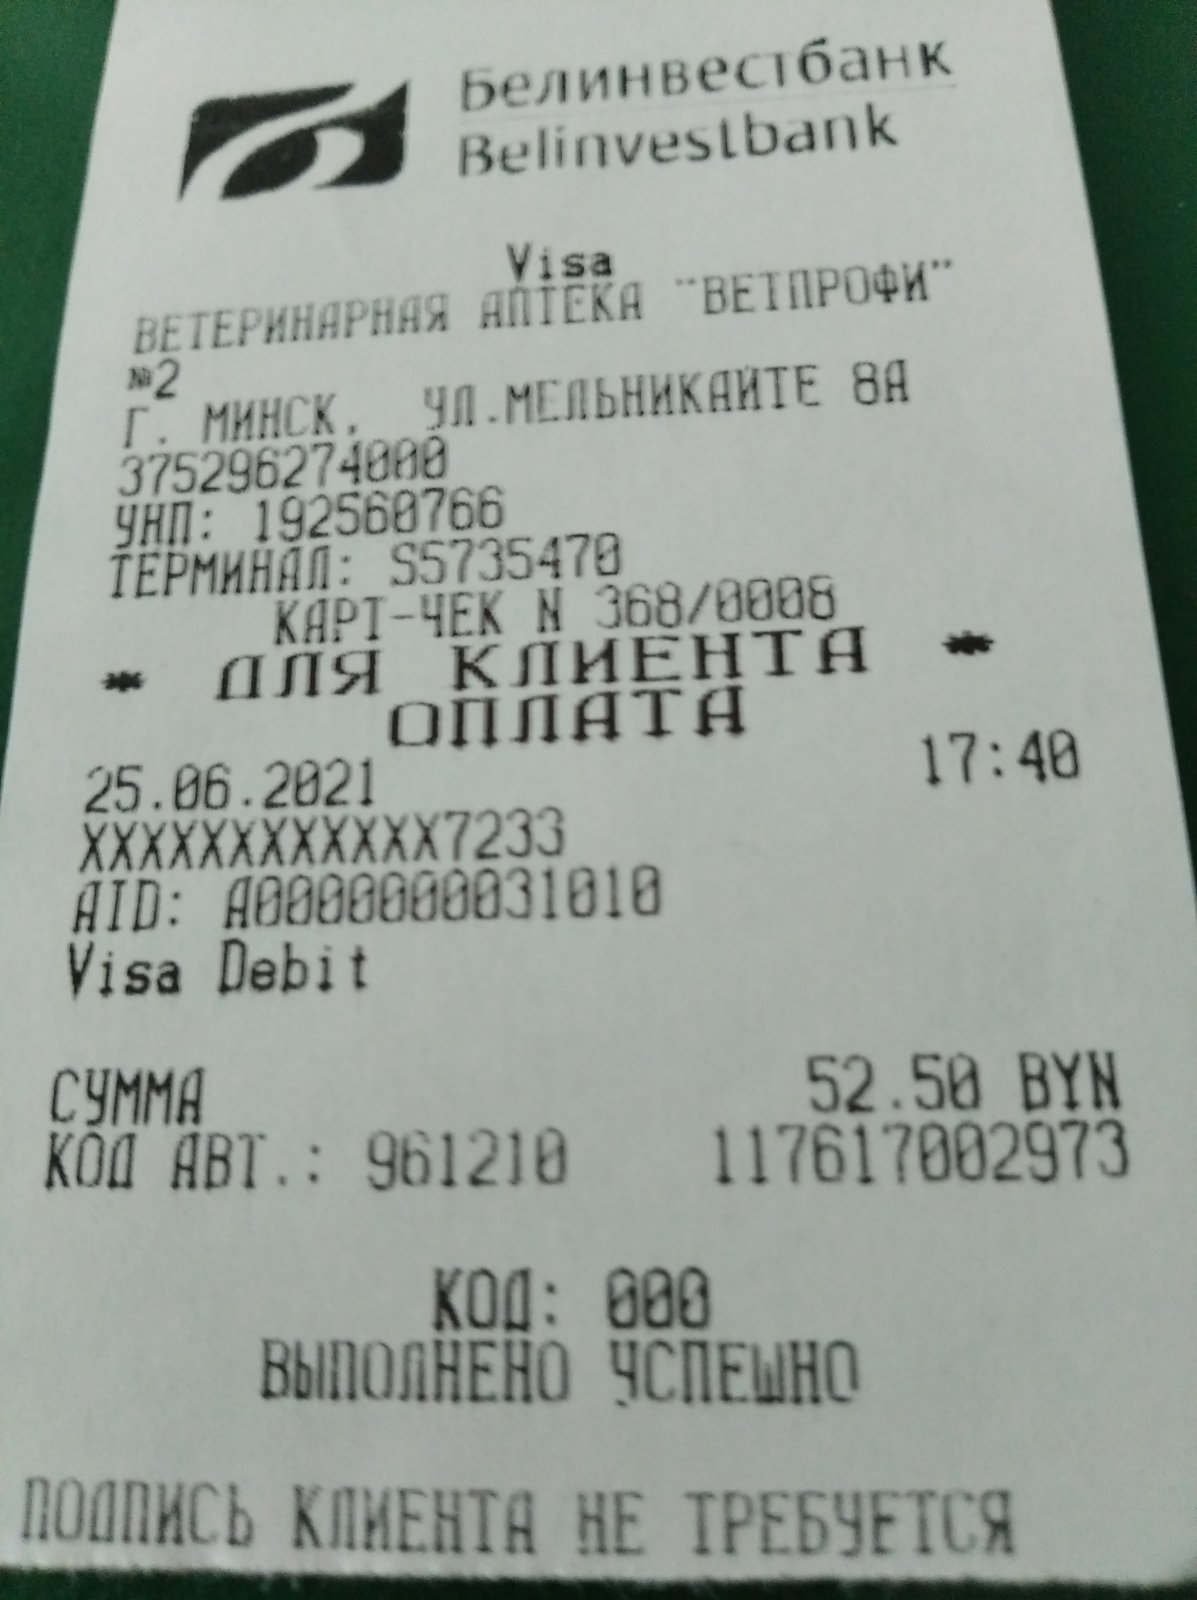 Белинвестбанк
Belinvestbank
Visa
ВЕТЕРИНАРНАЯ АПТЕКА "ВЕТПРОФИ"
№2
Г. МИНСК, УЛ.МЕЛЬНИКАЙТЕ 8А
375296274000
УНП: 192560766
ТЕРМИНАЛ: S5735470
КАРТ-ЧЕК N 368/0008
* ДЛЯ КЛИЕНТА *
ОПЛАТА
25.06.2021 17:40
XXXXXXXXXXXX7233
AID: A0000000031010
Visa Debit
СУММА 52.50 BYN
КОД АВТ.: 961210 117617002973
КОД: 000
ВЫПОЛНЕНО УСПЕШНО
ПОДПИСЬ КЛИЕНТА НЕ ТРЕБУЕТСЯ